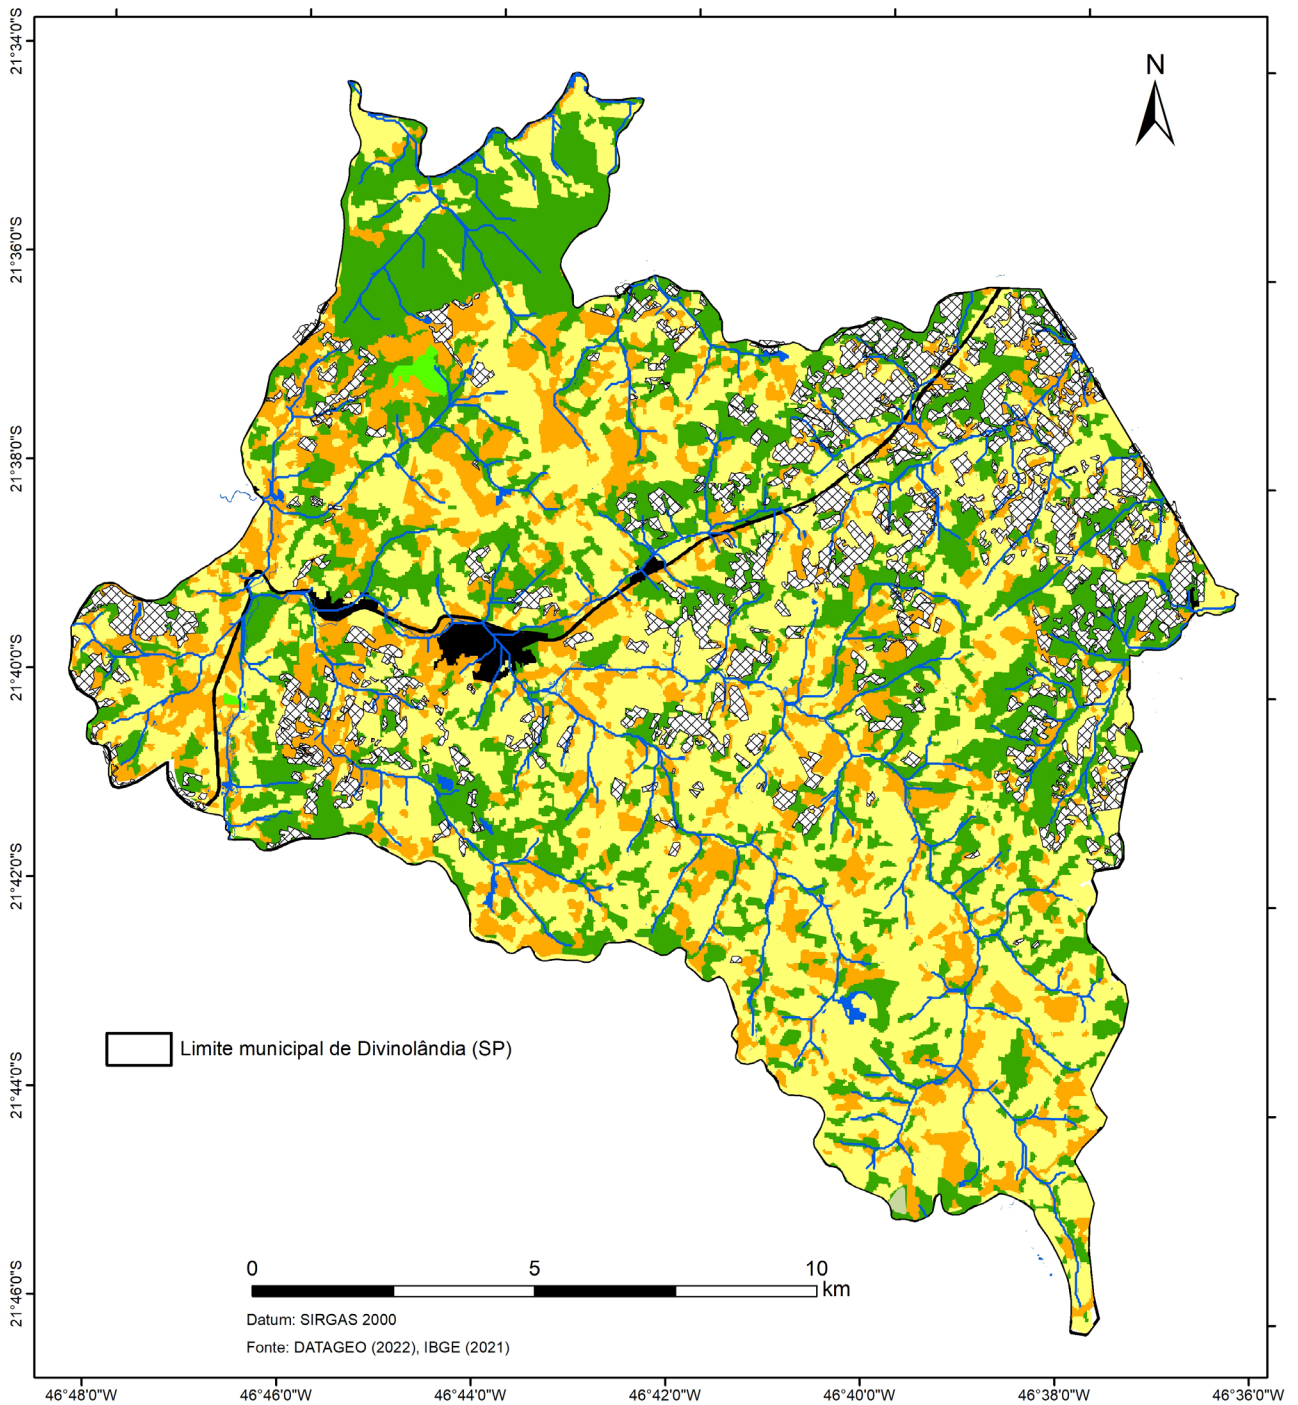 N
21°34'0"S
21°36'0"S
21°38'0"S
21°40'0"S
21°42'0"S
21°44'0"S
21°46'0"S
Limite municipal de Divinolândia (SP)
0 5 10
km
Datum: SIRGAS 2000
Fonte: DATAGEO (2022), IBGE (2021)
46°48'0"W 46°46'0"W 46°44'0"W 46°42'0"W 46°40'0"W 46°38'0"W 46°36'0"W